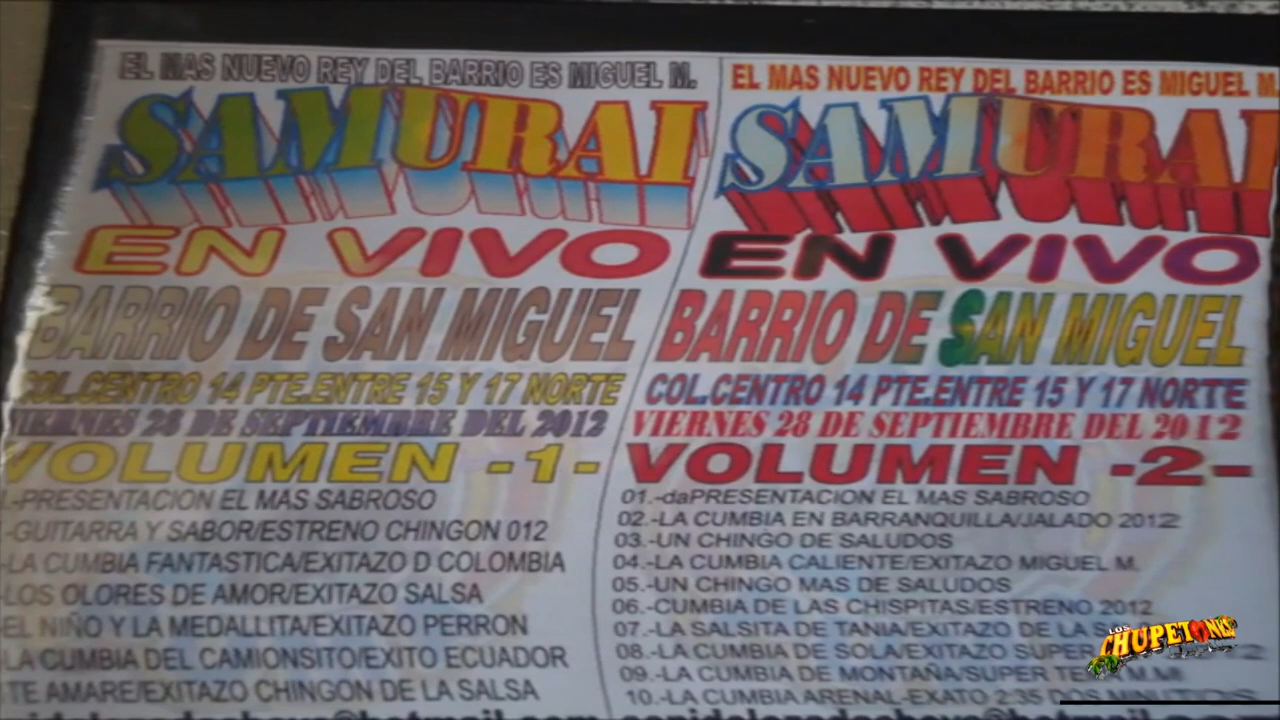 EL MAS NUEVO REY DEL BARRIO ES MIGUEL M.
SAMURAI
EN VIVO
BARRIO DE SAN MIGUEL
COL.CENTRO 14 PTE.ENTRE 15 Y 17 NORTE
VIERNES 28 DE SEPTIEMBRE DEL 2012
VOLUMEN -1-
.-PRESENTACION EL MAS SABROSO
.-GUITARRA Y SABOR/ESTRENO CHINGON 012
-LA CUMBIA FANTASTICA/EXITAZO D COLOMBIA
-LOS OLORES DE AMOR/EXITAZO SALSA
-EL NIÑO Y LA MEDALLITA/EXITAZO PERRON
-LA CUMBIA DEL CAMIONSITO/EXITO ECUADOR
TE AMARE/EXITAZO CHINGON DE LA SALSA
EL MAS NUEVO REY DEL BARRIO ES MIGUEL M.
SAMURAI
EN VIVO
BARRIO DE SAN MIGUEL
COL.CENTRO 14 PTE.ENTRE 15 Y 17 NORTE
VIERNES 28 DE SEPTIEMBRE DEL 2012
VOLUMEN -2-
01.-daPRESENTACION EL MAS SABROSO
02.-LA CUMBIA EN BARRANQUILLA/JALADO 2012
03.-UN CHINGO DE SALUDOS
04.-LA CUMBIA CALIENTE/EXITAZO MIGUEL M.
05.-UN CHINGO MAS DE SALUDOS
06.-CUMBIA DE LAS CHISPITAS/ESTRENO 2012
07.-LA SALSITA DE TANIA/EXITAZO DE LA
08.-LA CUMBIA DE SOLA/EXITAZO SUPER
09.-LA CUMBIA DE MONTAÑA/SUPER TEMA M.M
10.-LA CUMBIA ARENAL-EXATO 2:35 DOS
LOS CHUPETONES